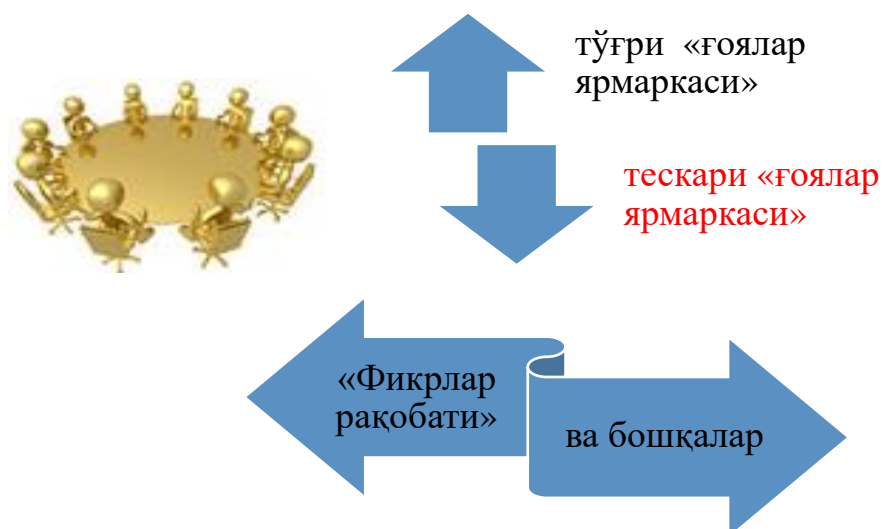 тўғри «ғоялар
ярмаркаси»
тескари «ғоялар
ярмаркаси»
«Фикрлар
рақобати»
ва бошқалар